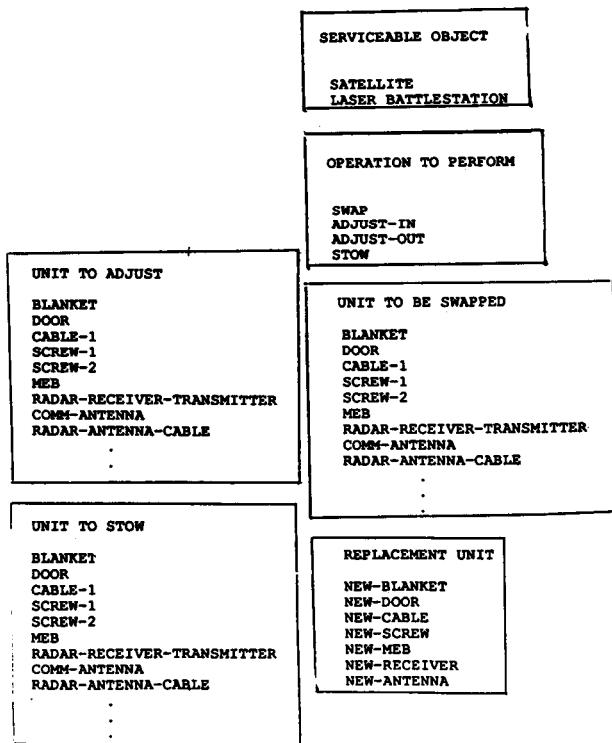 SERVICEABLE OBJECT
SATELLITE
LASER BATTLESTATION
OPERATION TO PERFORM
SWAP
ADJUST-IN
ADJUST-OUT
STOW
UNIT TO ADJUST
BLANKET
DOOR
CABLE-1
SCREW-1
SCREW-2
MEB
RADAR-RECEIVER-TRANSMITTER
COMM-ANTENNA
RADAR-ANTENNA-CABLE
.
.
UNIT TO BE SWAPPED
BLANKET
DOOR
CABLE-1
SCREW-1
SCREW-2
MEB
RADAR-RECEIVER-TRANSMITTER
COMM-ANTENNA
RADAR-ANTENNA-CABLE
.
.
.
UNIT TO STOW
BLANKET
DOOR
CABLE-1
SCREW-1
SCREW-2
MEB
RADAR-RECEIVER-TRANSMITTER
COMM-ANTENNA
RADAR-ANTENNA-CABLE
.
.
.
REPLACEMENT UNIT
NEW-BLANKET
NEW-DOOR
NEW-CABLE
NEW-SCREW
NEW-MEB
NEW-RECEIVER
NEW-ANTENNA